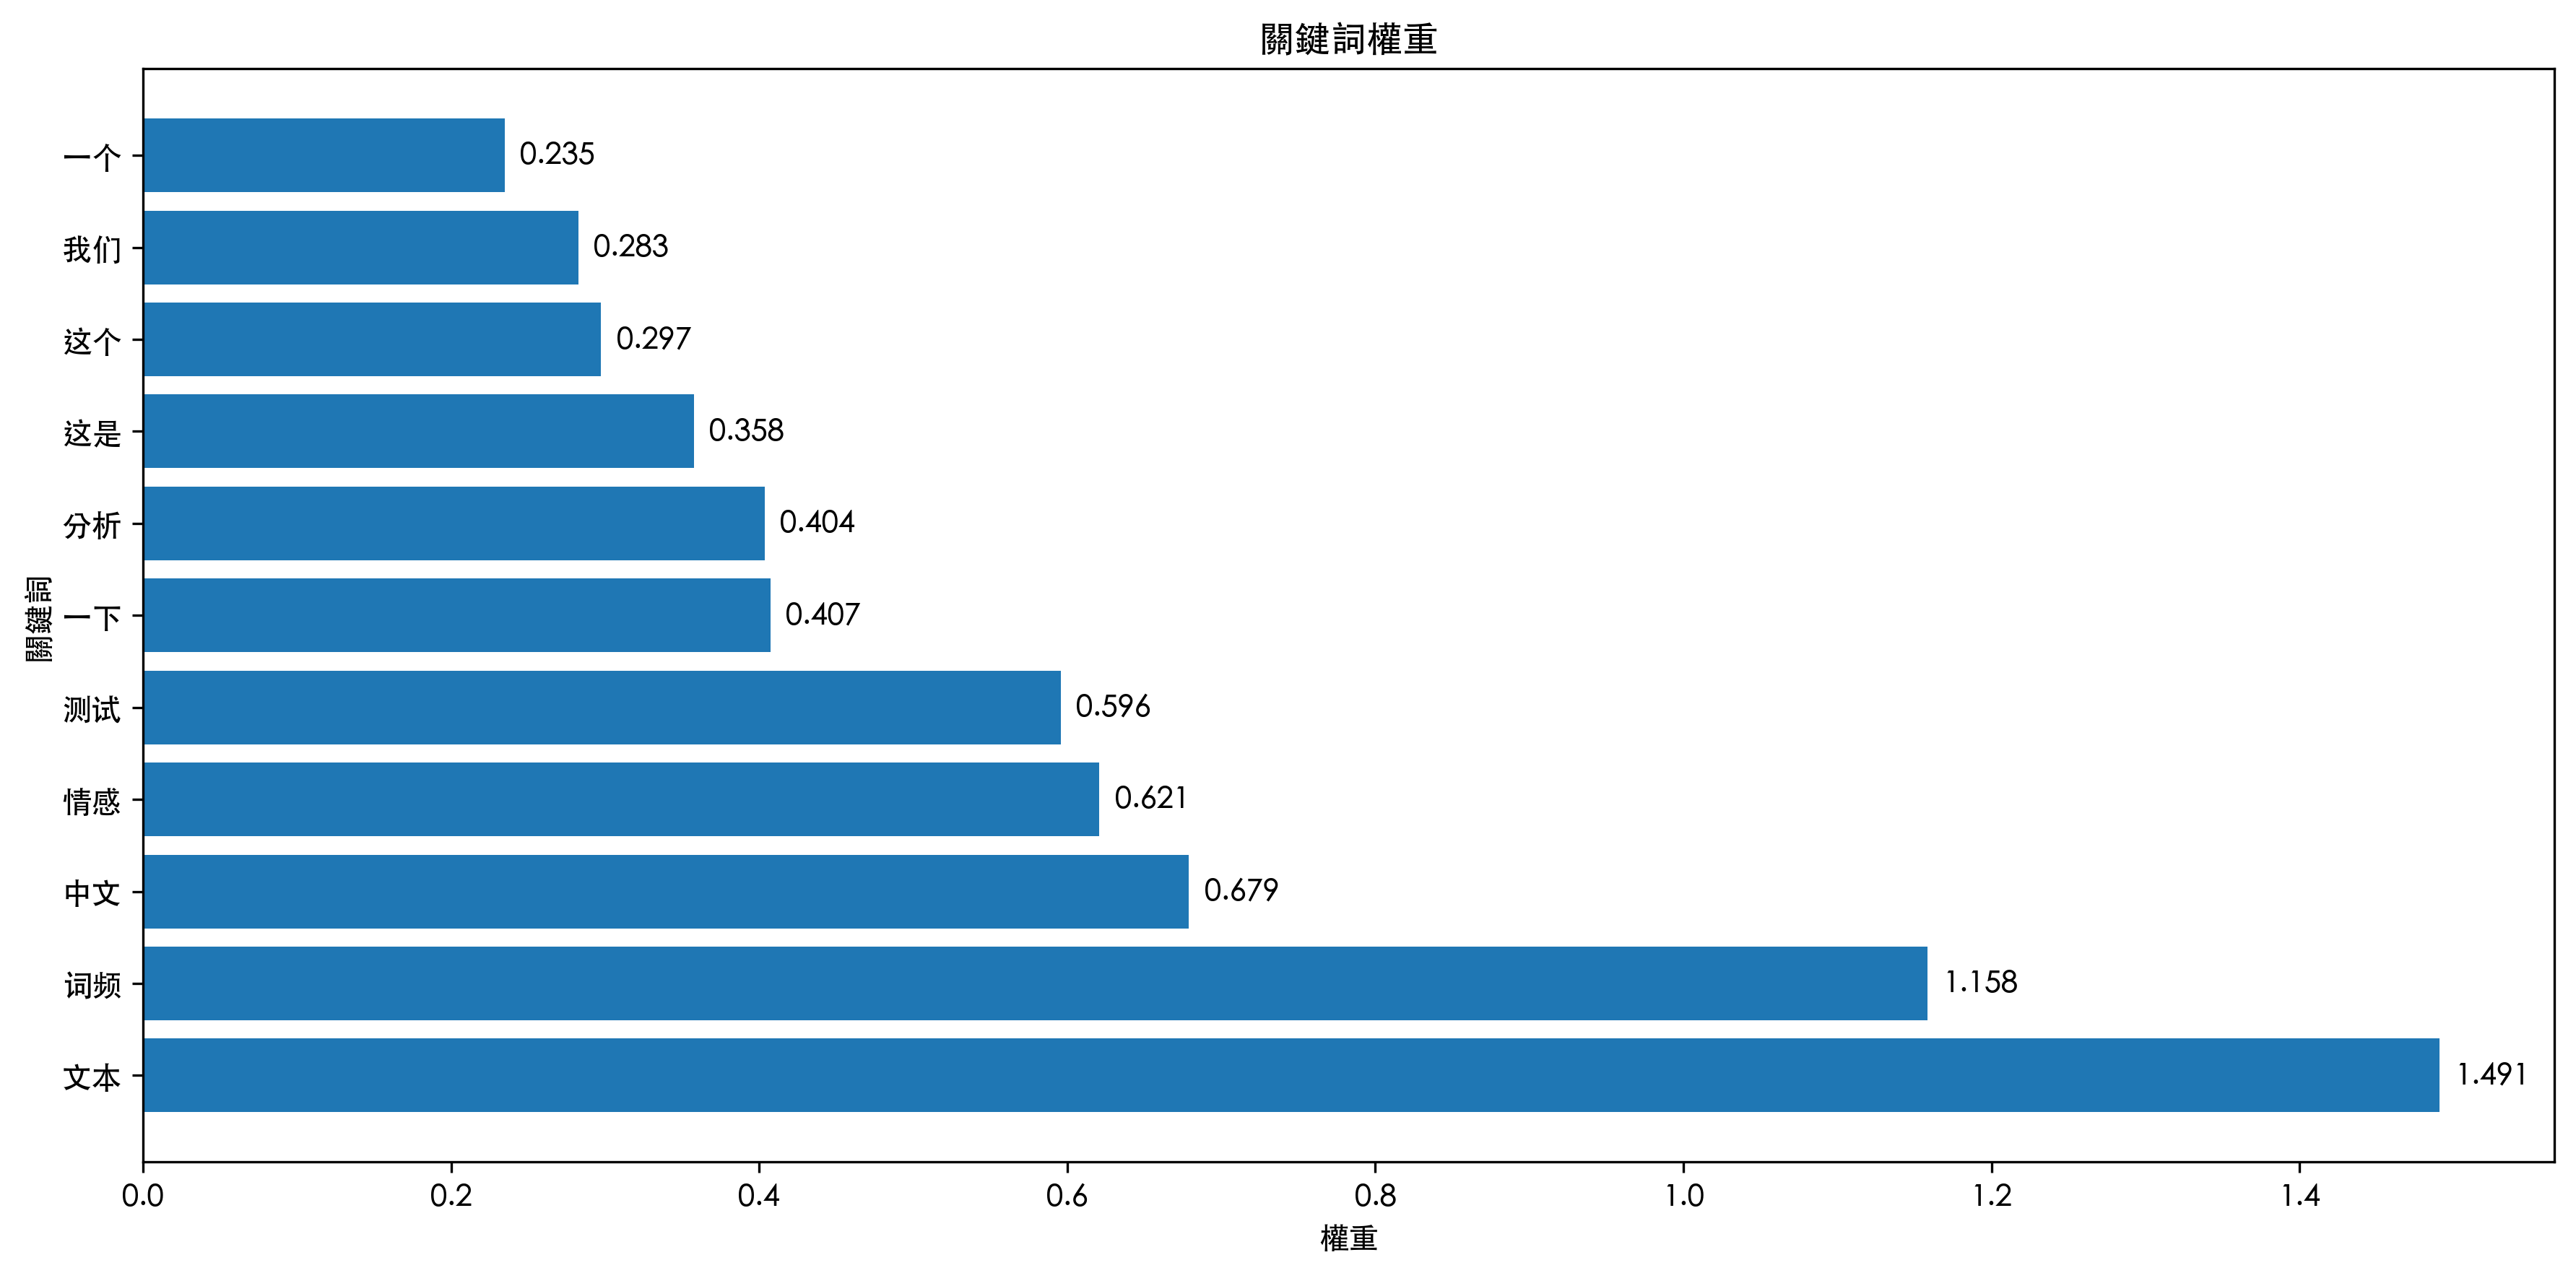 關鍵詞權重
一个 0.235
我们 0.283
这个 0.297
这是 0.358
分析 0.404
一下 0.407
测试 0.596
情感 0.621
中文 0.679
词频 1.158
文本 1.491
關鍵詞
0.0 0.2 0.4 0.6 0.8 1.0 1.2 1.4
權重